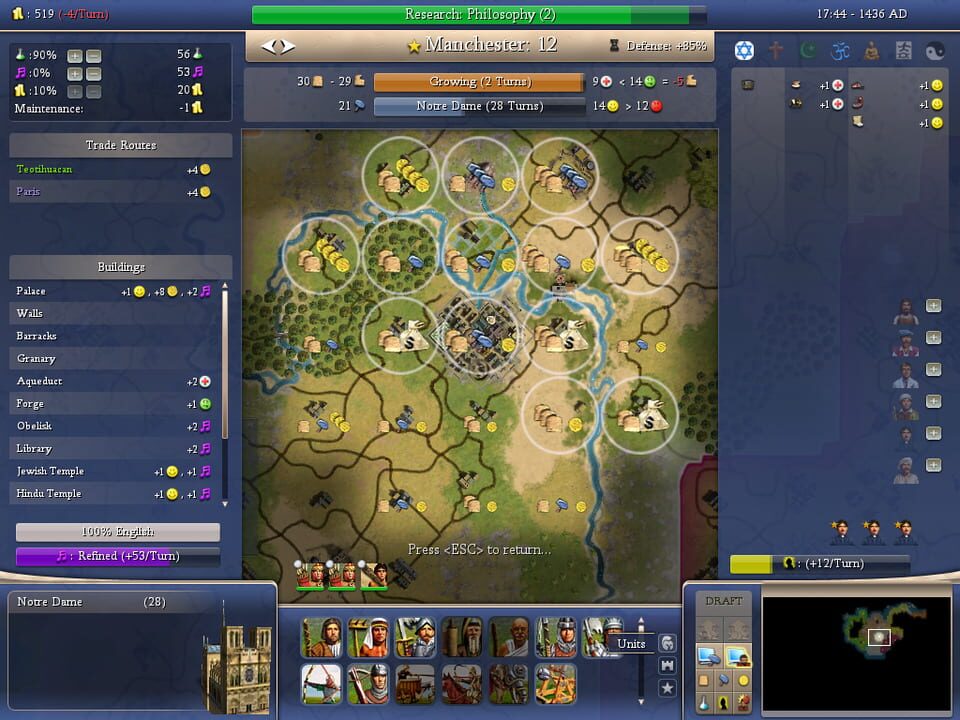 : 519 (-4/Turn)
Research: Philosophy (2)
17:44 - 1436 AD
:90% 56
:0% 53
:10% 20
Maintenance: -1
Manchester: 12
Defense: +85%
30 - 29 Growing (2 Turns) 9 < 14 = -5
21 Notre Dame (28 Turns) 14 > 12
+1 +1
+1 +1
+1
Trade Routes
Teotihuacan +4
Paris +4
Buildings
Palace +1 , +8 , +2
Walls
Barracks
Granary
Aqueduct +2
Forge +1
Obelisk +2
Library +2
Jewish Temple +1 , +1
Hindu Temple +1 , +1
100% English
: Refined (+53/Turn)
Press <ESC> to return...
: (+12/Turn)
Notre Dame (28)
Units
DRAFT